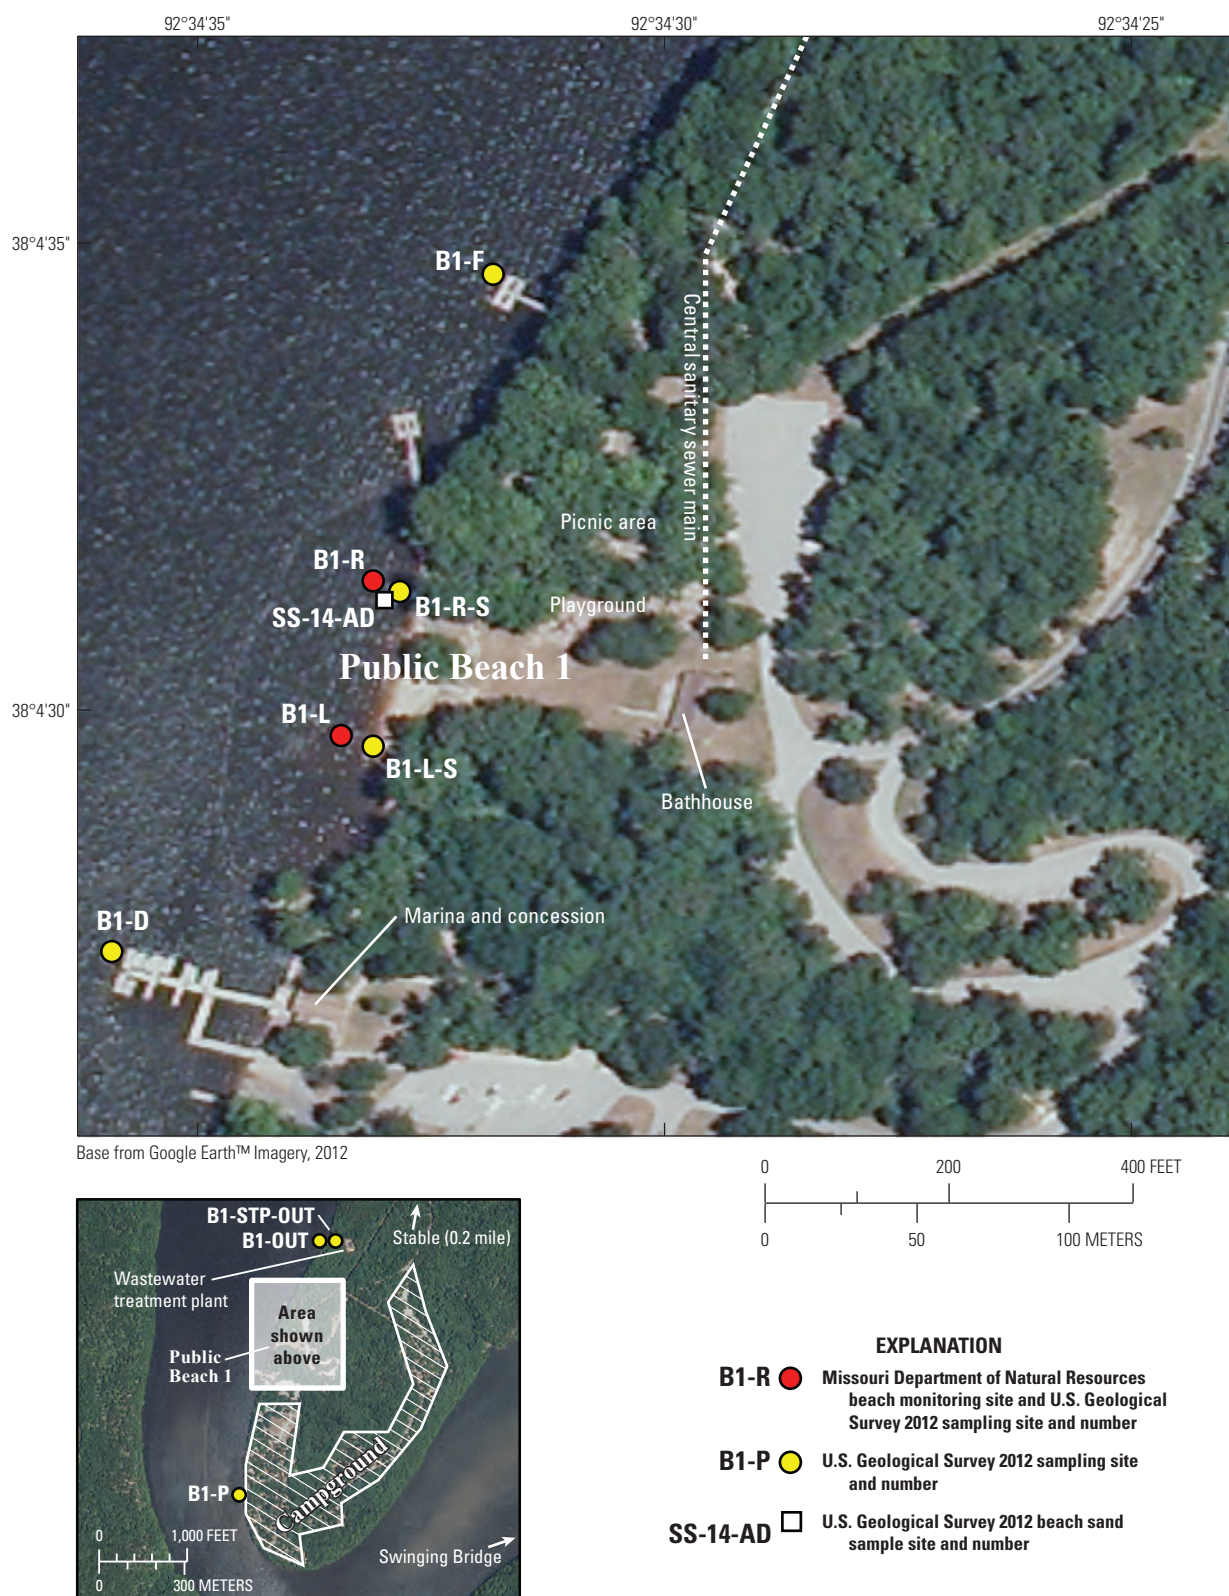 92°34'35"
92°34'30"
92°34'25"
38°4'35"
B1-F
Central sanitary sewer main
Picnic area
B1-R
B1-R-S
SS-14-AD
Playground
Public Beach 1
38°4'30"
B1-L
B1-L-S
Bathhouse
Marina and concession
B1-D
Base from Google Earth™ Imagery, 2012
0 200 400 FEET
0 50 100 METERS
B1-STP-OUT
B1-OUT
Stable (0.2 mile)
Wastewater
treatment plant
Area
shown
above
Public
Beach 1
Campground
B1-P
0 1,000 FEET
0 300 METERS
Swinging Bridge
EXPLANATION
B1-R Missouri Department of Natural Resources
beach monitoring site and U.S. Geological
Survey 2012 sampling site and number
B1-P U.S. Geological Survey 2012 sampling site
and number
SS-14-AD U.S. Geological Survey 2012 beach sand
sample site and number